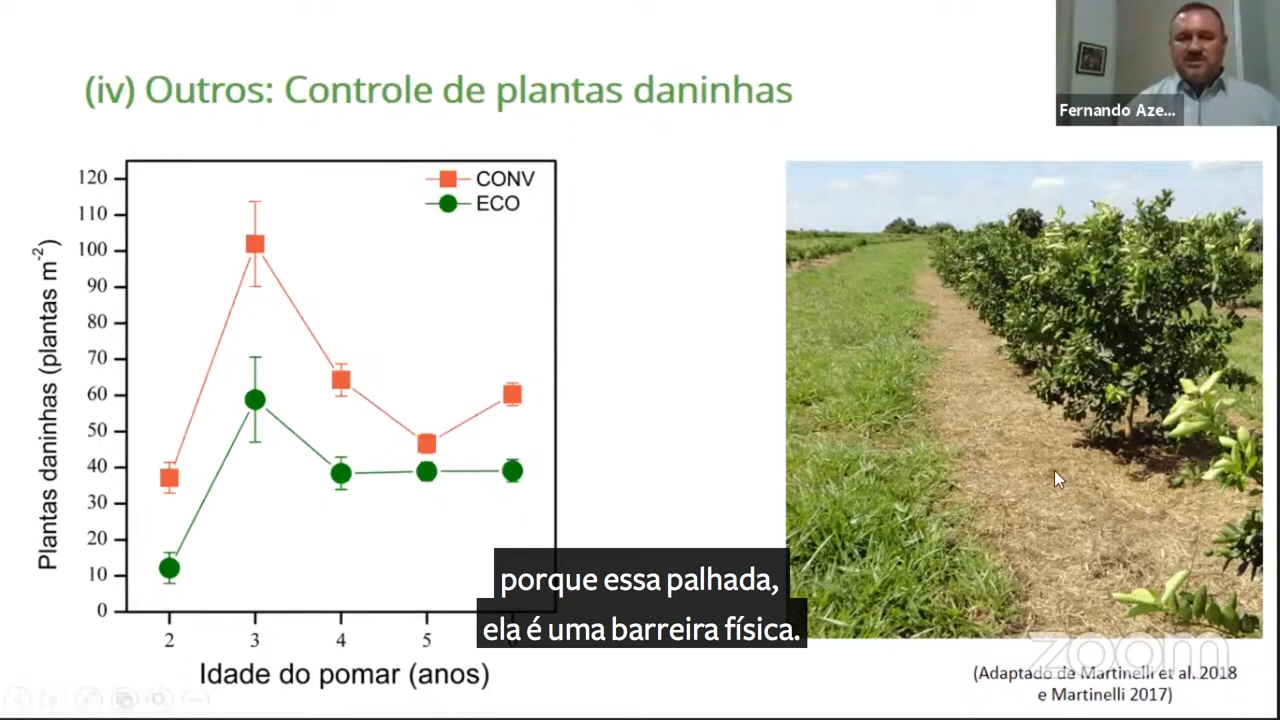 (iv) Outros: Controle de plantas daninhas
Fernando Aze...
CONV
ECO
120
110
100
90
80
70
60
50
40
30
20
10
0
Plantas daninhas (plantas m-2)
2
3
4
5
Idade do pomar (anos)
porque essa palhada,
ela é uma barreira física.
zoom
(Adaptado de Martinelli et al. 2018
e Martinelli 2017)